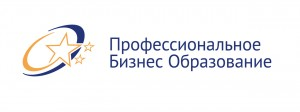 Профессиональное
Бизнес Образование